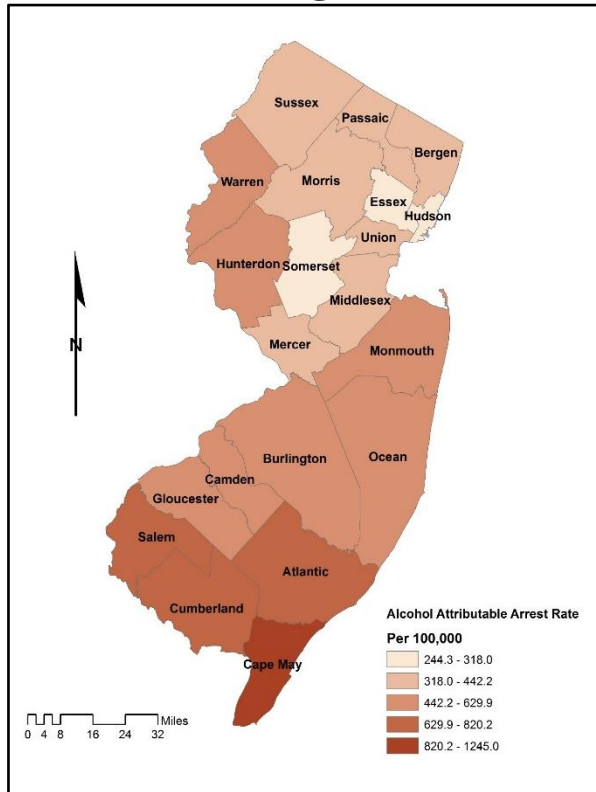 Sussex
Passaic
Bergen
Warren
Morris
Essex
Hudson
Union
Hunterdon
Somerset
Middlesex
N
Mercer
Monmouth
Burlington
Ocean
Camden
Gloucester
Salem
Atlantic
Cumberland
Cape May
Alcohol Attributable Arrest Rate
Per 100,000
244.3 - 318.0
318.0 - 442.2
442.2 - 629.9
629.9 - 820.2
820.2 - 1245.0
Miles
0 4 8 16 24 32